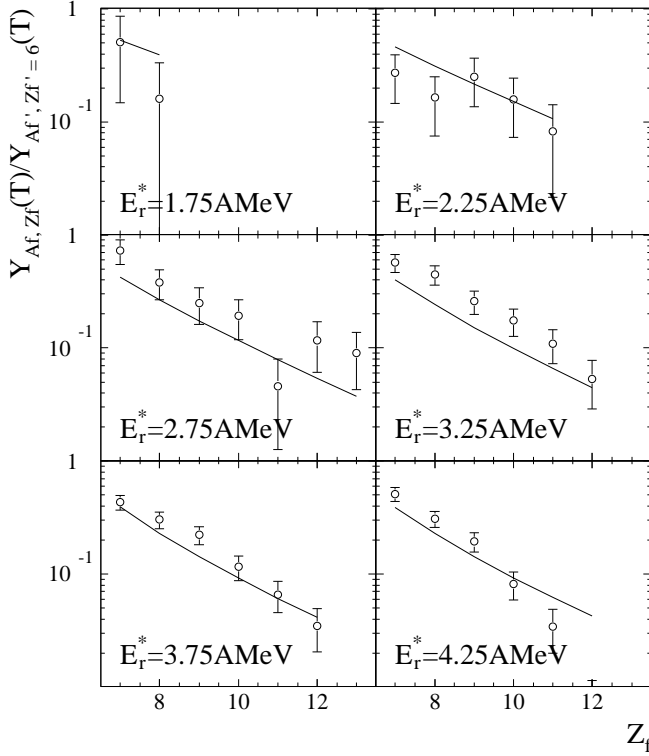 Y_{Af, Zf}(T)/Y_{Af', Zf'=6}(T)
1
10^{-1}
E_r^*=1.75AMeV
E_r^*=2.25AMeV
1
10^{-1}
E_r^*=2.75AMeV
E_r^*=3.25AMeV
1
10^{-1}
E_r^*=3.75AMeV
E_r^*=4.25AMeV
8 10 12 8 10 12
Z_f